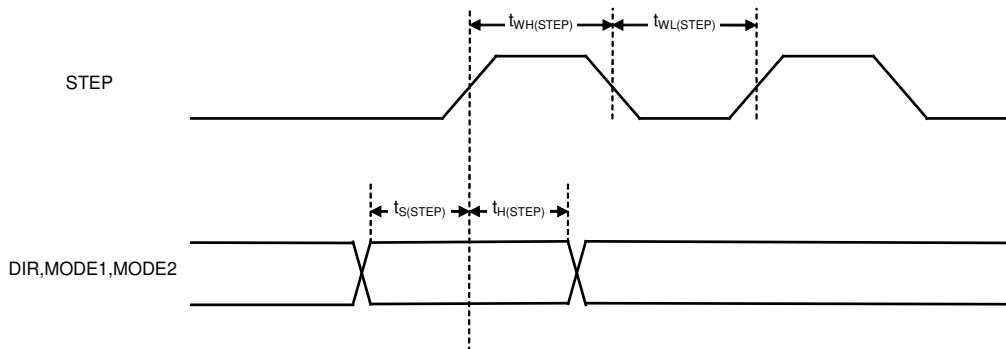 tWH(STEP) tWL(STEP)
STEP
tS(STEP) tH(STEP)
DIR,MODE1,MODE2